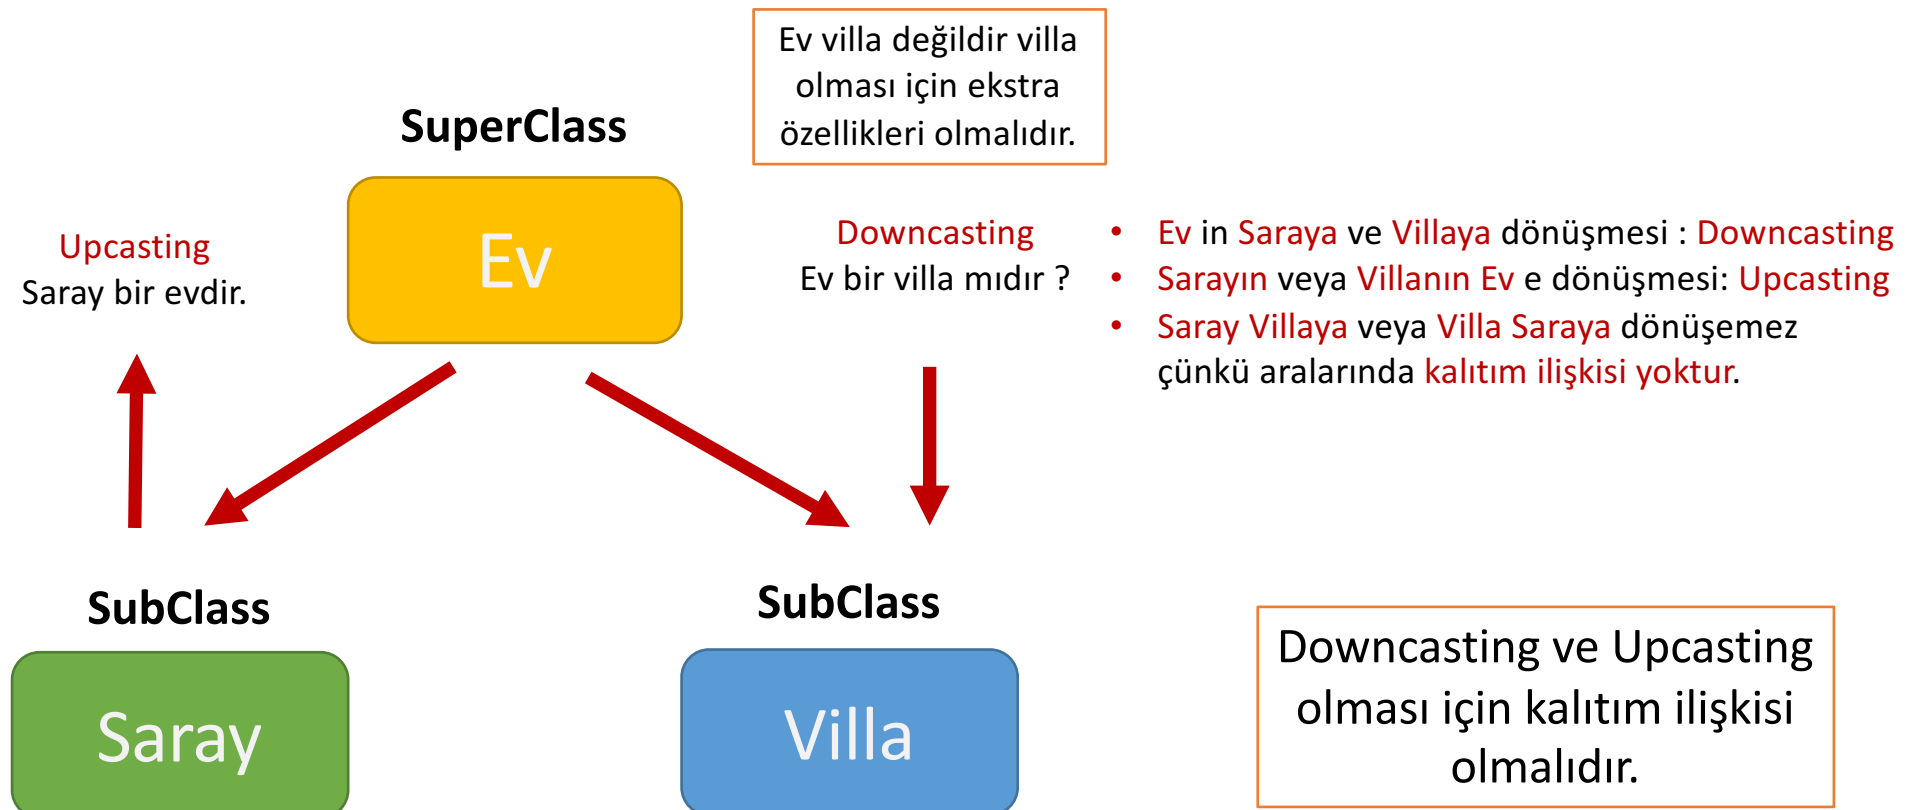 Ev villa değildir villa
olması için ekstra
özellikleri olmalıdır.
SuperClass
Ev
Upcasting
Saray bir evdir.
Downcasting
Ev bir villa mıdır ?
• Ev in Saraya ve Villaya dönüşmesi : Downcasting
• Sarayın veya Villanın Ev e dönüşmesi: Upcasting
• Saray Villaya veya Villa Saraya dönüşemez
çünkü aralarında kalıtım ilişkisi yoktur.
SubClass
Saray
SubClass
Villa
Downcasting ve Upcasting
olması için kalıtım ilişkisi
olmalıdır.